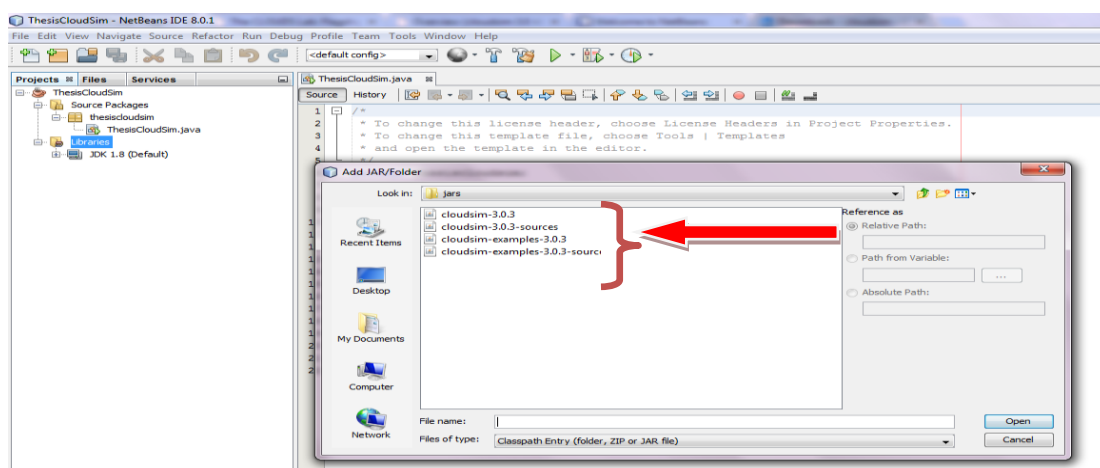 ThesisCloudSim - NetBeans IDE 8.0.1
File Edit View Navigate Source Refactor Run Debug Profile Team Tools Window Help
<default config>
Projects Files Services
ThesisCloudSim
Source Packages
thesiscloudsim
ThesisCloudSim.java
Libraries
JDK 1.8 (Default)
ThesisCloudSim.java
Source History
1 /*
2 * To change this license header, choose License Headers in Project Properties.
3 * To change this template file, choose Tools | Templates
4 * and open the template in the editor.
5 */
Add JAR/Folder
Look in: jars
Recent Items
Desktop
My Documents
Computer
Network
cloudsim-3.0.3
cloudsim-3.0.3-sources
cloudsim-examples-3.0.3
cloudsim-examples-3.0.3-source
Reference as
Relative Path:
Path from Variable:
...
Absolute Path:
File name:
Open
Files of type: Classpath Entry (folder, ZIP or JAR file)
Cancel